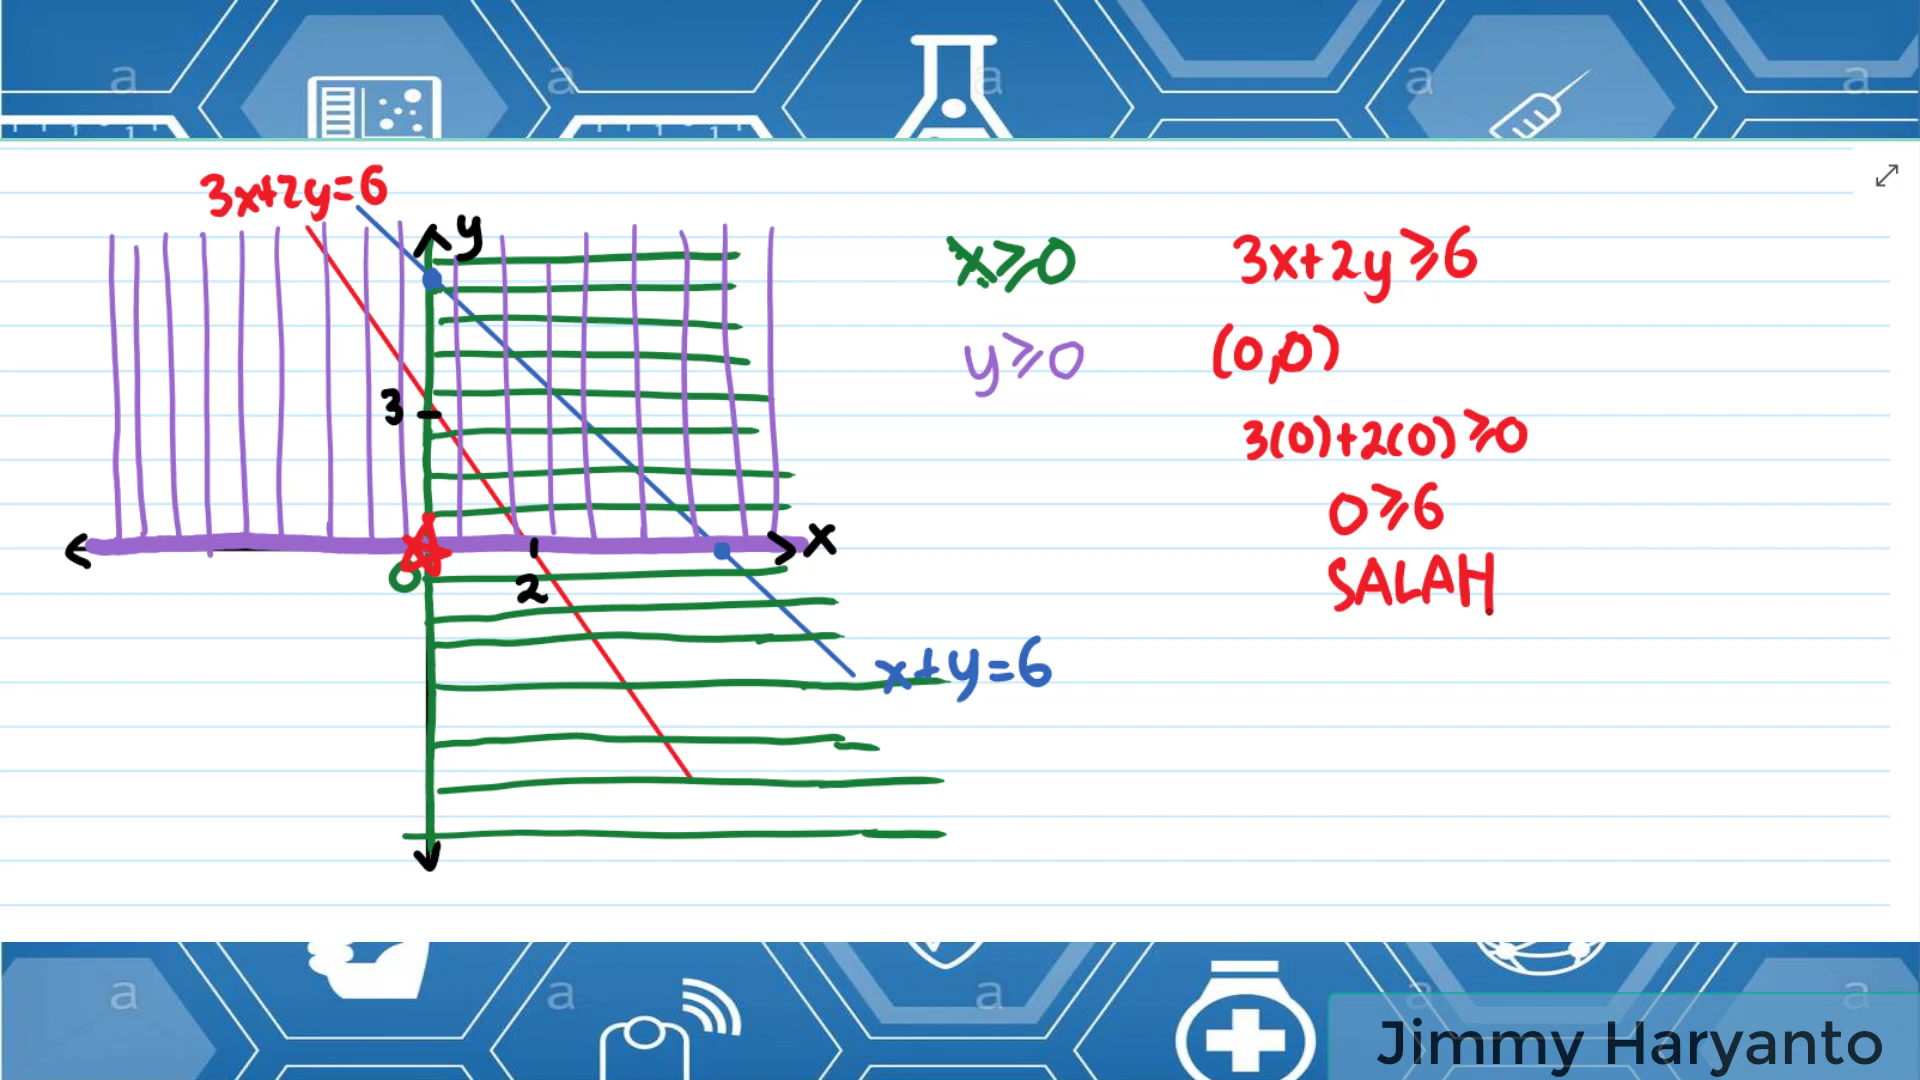 3x+2y=6
y
3
x
0
2
x+y=6
x≥0
y≥0
3x+2y≥6
(0,0)
3(0)+2(0)≥0
0≥6
SALAH
a a a a a
a a a a a
Jimmy Haryanto